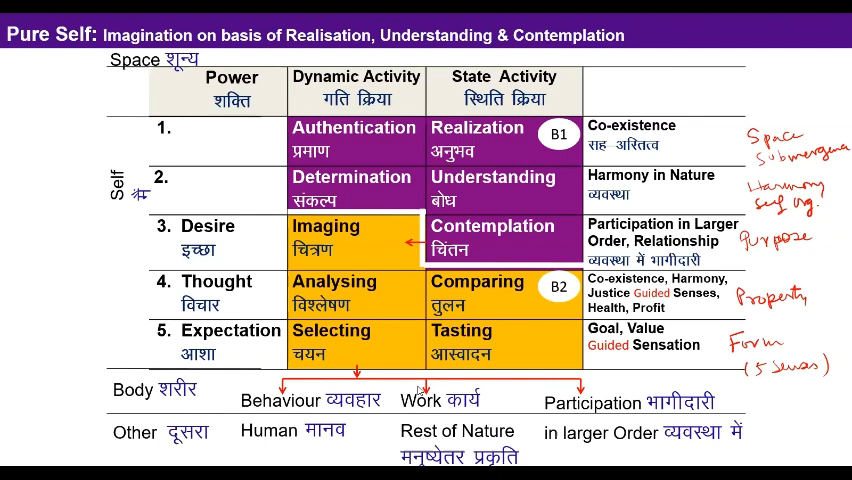 Pure Self: Imagination on basis of Realisation, Understanding & Contemplation
Space शून्य
Power
शक्ति
Dynamic Activity
गति क्रिया
State Activity
स्थिति क्रिया
Self
मैं
1.
Authentication
प्रमाण
Realization
अनुभव
B1
Co-existence
साह-अस्तित्व
Space
2.
Determination
संकल्प
Understanding
बोध
Harmony in Nature
व्यवस्था
Harmony
self org.
3. Desire
इच्छा
Imaging
चित्रण
Contemplation
चिंतन
Participation in Larger
Order, Relationship
व्यवस्था में भागीदारी
Purpose
4. Thought
विचार
Analysing
विश्लेषण
Comparing
तुलन
B2
Co-existence, Harmony,
Justice Guided Senses,
Health, Profit
Property
5. Expectation
आशा
Selecting
चयन
Tasting
आस्वादन
Goal, Value
Guided Sensation
Form
(5 senses)
Body शरीर
Behaviour व्यवहार
Work कार्य
Participation भागीदारी
Other दूसरा
Human मानव
Rest of Nature
मनुष्येतर प्रकृति
in larger Order व्यवस्था में